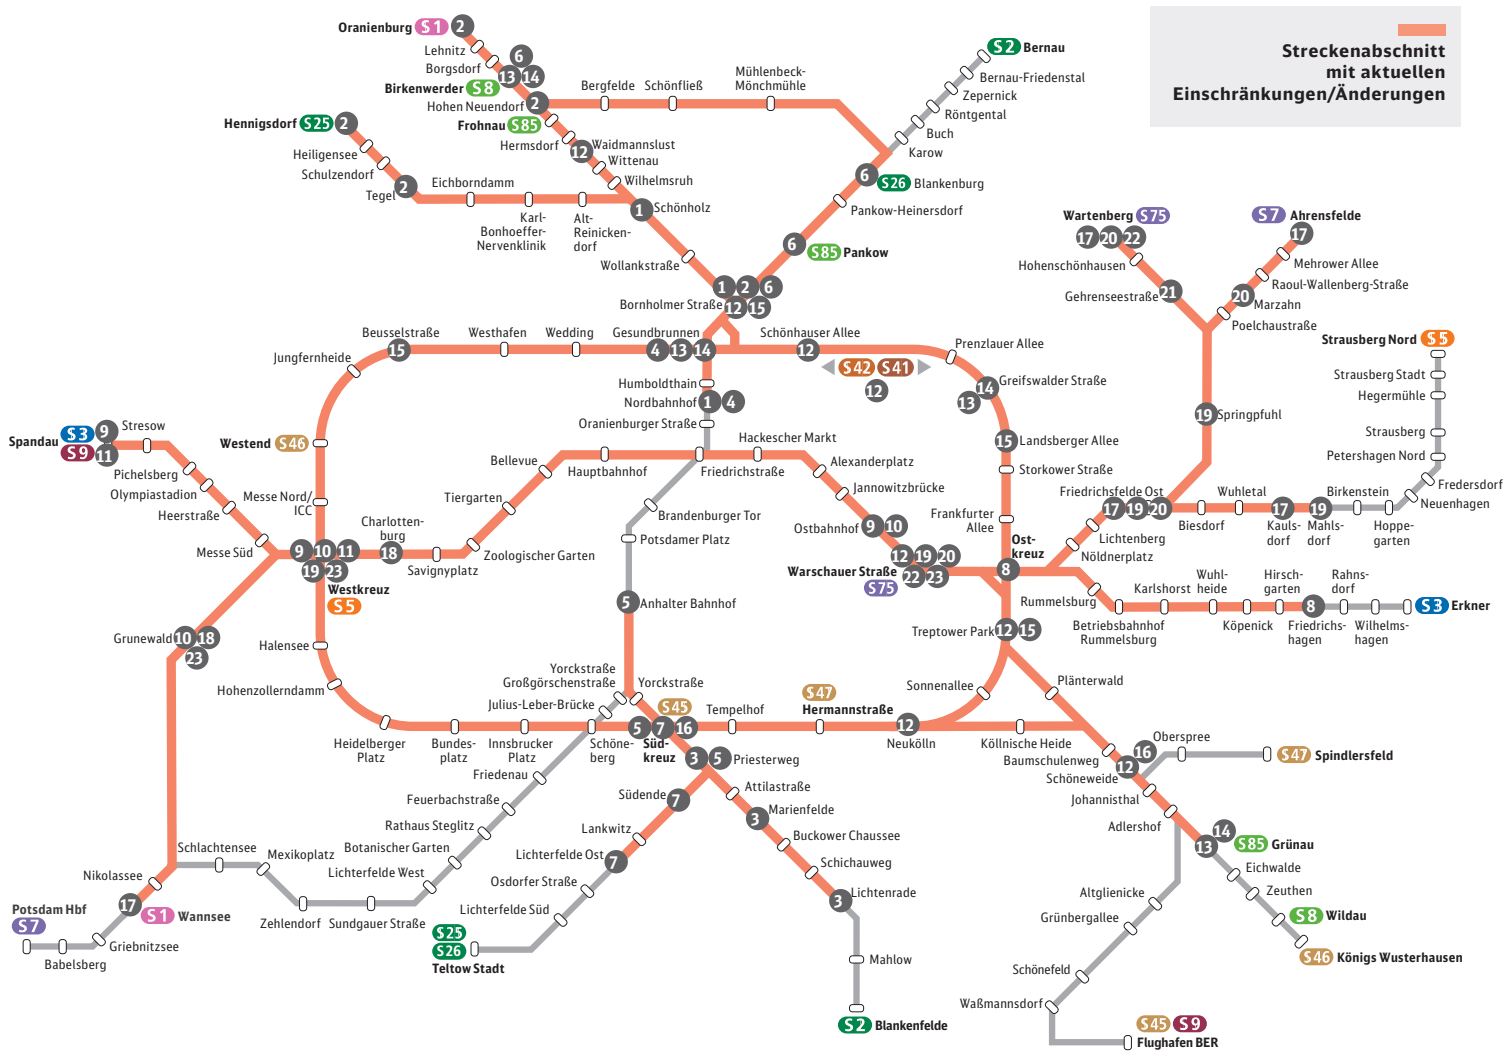 Oranienburg S 1 2
Lehnitz
Borgsdorf
6
13 14
Birkenwerder S 8
Hohen Neuendorf 2
Frohnau S85
Hermsdorf
12 Waidmannslust
Wittenau
Wilhelmsruh
Hennigsdorf S25 2
Heiligensee
Schulzendorf
Tegel 2
Eichborndamm
Karl-
Bonhoeffer-
Nervenklinik
Alt-
Reinicken-
dorf
1 Schönholz
Wollankstraße
Bergfelde
Schönfließ
Mühlenbeck-
Mönchmühle
S 2 Bernau
Bernau-Friedenstal
Zepernick
Röntgental
Buch
Karow
6 S26 Blankenburg
Pankow-Heinersdorf
6 S85 Pankow
1 2 6
Bornholmer Straße 12 15
Streckenabschnitt
mit aktuellen
Einschränkungen/Änderungen
Wartenberg S75
17 20 22
Hohenschönhausen
Gehrenseestraße 21
S 7 Ahrensfelde
17
Mehrower Allee
Raoul-Wallenberg-Straße
20 Marzahn
Poelchaustraße
19 Springpfuhl
Strausberg Nord S 5
Strausberg Stadt
Hegermühle
Strausberg
Petershagen Nord
Fredersdorf
Neuenhagen
Hoppe-
garten
Birkenstein
19
Mahls-
dorf
17
Kauls-
dorf
Wuhletal
Biesdorf
Friedrichsfelde Ost
17 19 20
Lichtenberg
Nöldnerplatz
Jungfernheide
Beusselstraße
15
Westhafen
Wedding
Gesundbrunnen
4 13 14
Schönhauser Allee
12
S42 S41
12
Prenzlauer Allee
14 Greifswalder Straße
13
15 Landsberger Allee
Storkower Straße
Frankfurter
Allee
Ost-
kreuz
8
Humboldthain
Nordbahnhof 1 4
Oranienburger Straße
Friedrichstraße
Hackescher Markt
Alexanderplatz
Jannowitzbrücke
Ostbahnhof 9 10
12 19 20
Warschauer Straße 22 23
S75
Spandau S 3 9
S 9 11
Stresow
Pichelsberg
Olympiastadion
Heerstraße
Messe Süd
Westend S46
Messe Nord/
ICC
9 10 11
19 23
Westkreuz
S 5
Charlotten-
burg
18
Savignyplatz
Zoologischer Garten
Tiergarten
Bellevue
Hauptbahnhof
Brandenburger Tor
Potsdamer Platz
5 Anhalter Bahnhof
Yorckstraße
Großgörschenstraße
Yorckstraße
Julius-Leber-Brücke
Rummelsburg
Betriebsbahnhof
Rummelsburg
Karlshorst
Wuhl-
heide
Köpenick
Hirsch-
garten
8
Friedrichs-
hagen
Rahns-
dorf
Wilhelms-
hagen
S 3 Erkner
Treptower Park 12 15
Plänterwald
Sonnenallee
Grunewald 10 18
23
Halensee
Hohenzollerndamm
Heidelberger
Platz
Bundes-
platz
Innsbrucker
Platz
Schöne-
berg
S45
5 7 16
Süd-
kreuz
Tempelhof
S47
Hermannstraße
12
Neukölln
Köllnische Heide
Baumschulenweg
Schöneweide 12 16
Oberspree
S47 Spindlersfeld
Johannisthal
Adlershof
14
13 S85 Grünau
Eichwalde
Zeuthen
S 8 Wildau
S46 Königs Wusterhausen
Altglienicke
Grünbergallee
Schönefeld
Waßmannsdorf
S45 S 9
Flughafen BER
3 5 Priesterweg
Attilastraße
3 Marienfelde
Buckower Chaussee
Schichauweg
3 Lichtenrade
Mahlow
S 2 Blankenfelde
Südende 7
Lankwitz
Lichterfelde Ost 7
Osdorfer Straße
Lichterfelde Süd
S25
S26
Teltow Stadt
Friedenau
Feuerbachstraße
Rathaus Steglitz
Botanischer Garten
Lichterfelde West
Sundgauer Straße
Zehlendorf
Mexikoplatz
Schlachtensee
Nikolassee
17 S 1 Wannsee
Griebnitzsee
Babelsberg
Potsdam Hbf
S 7